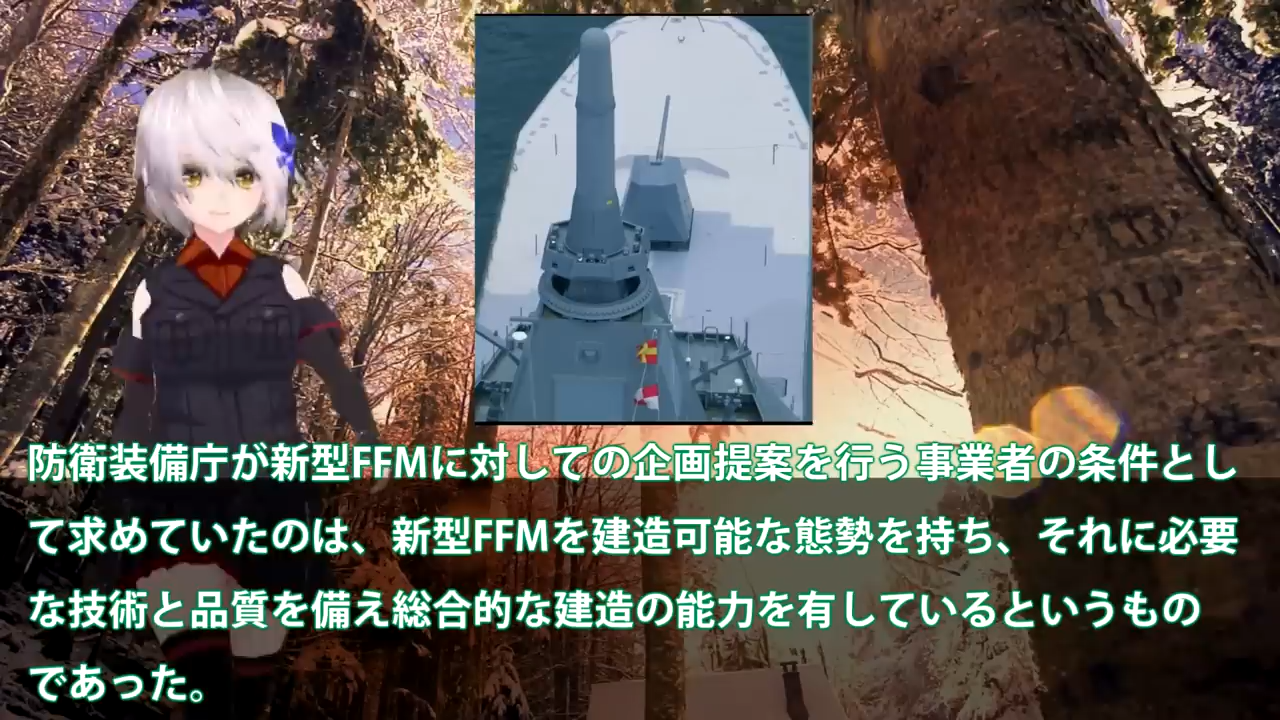 防衛装備庁が新型FFMに対しての企画提案を行う事業者の条件とし
て求めていたのは、新型FFMを建造可能な態勢を持ち、それに必要
な技術と品質を備え総合的な建造の能力を有しているというもの
であった。